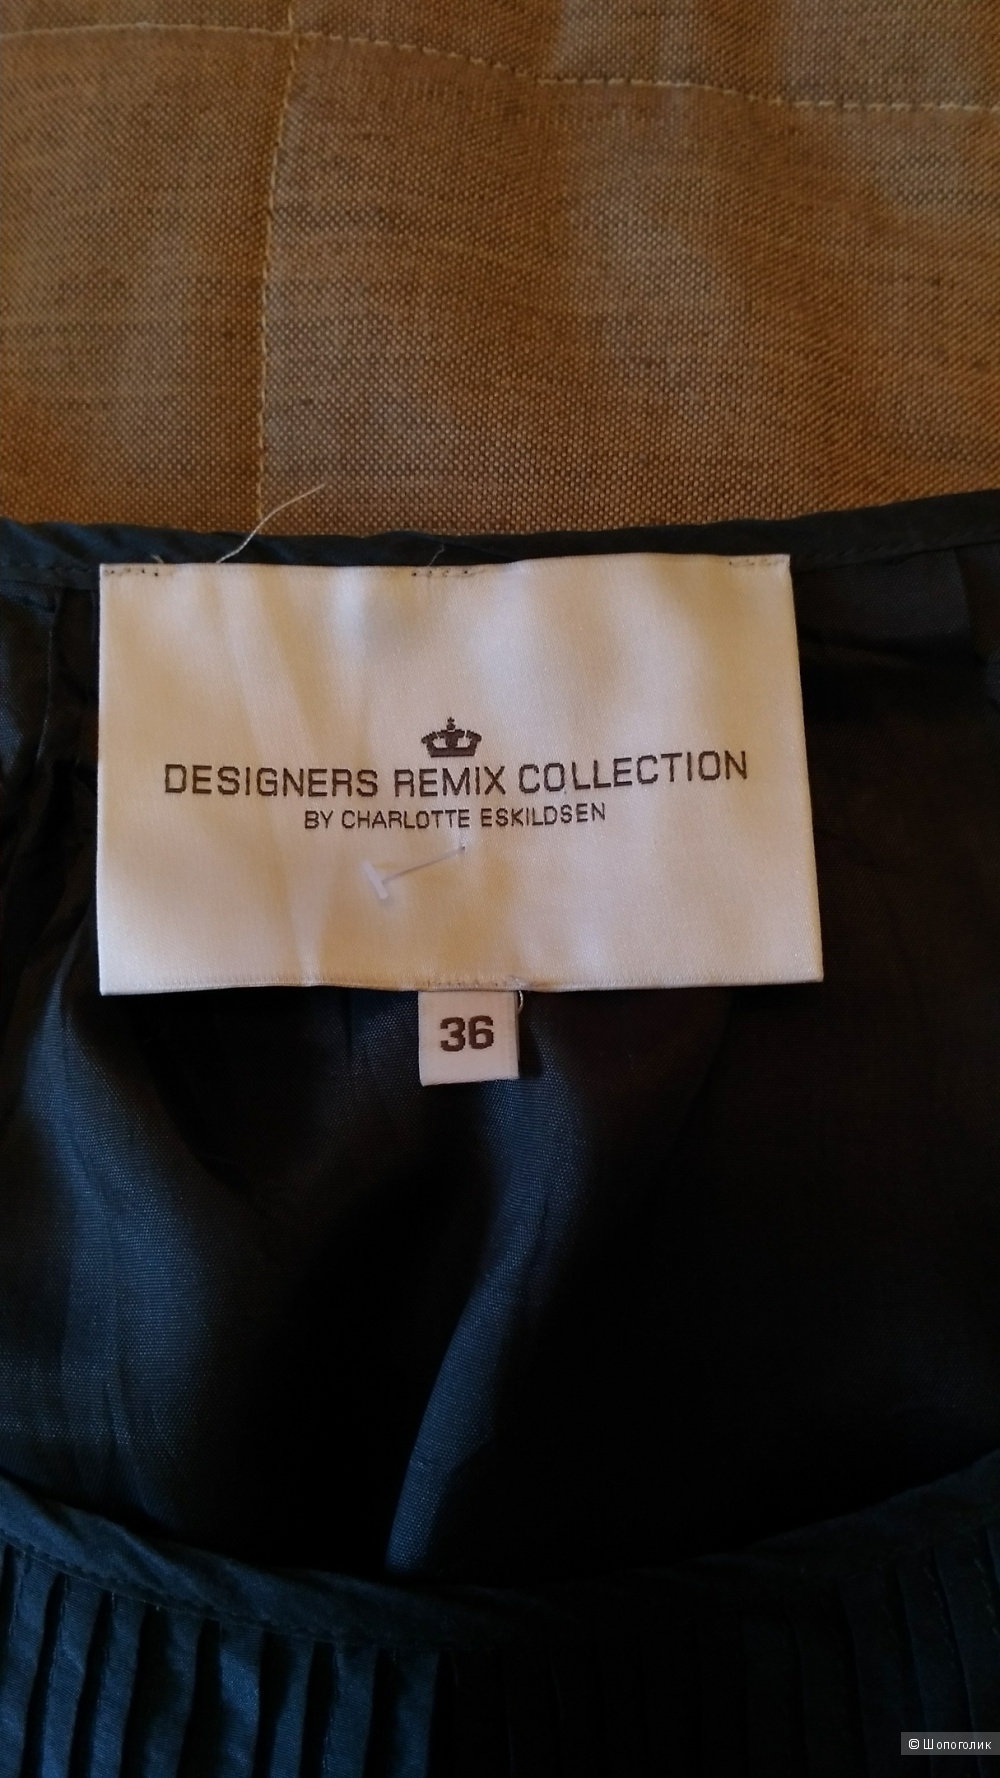 DESIGNERS REMIX COLLECTION
BY CHARLOTTE ESKILDSEN
36
© Шопоголик